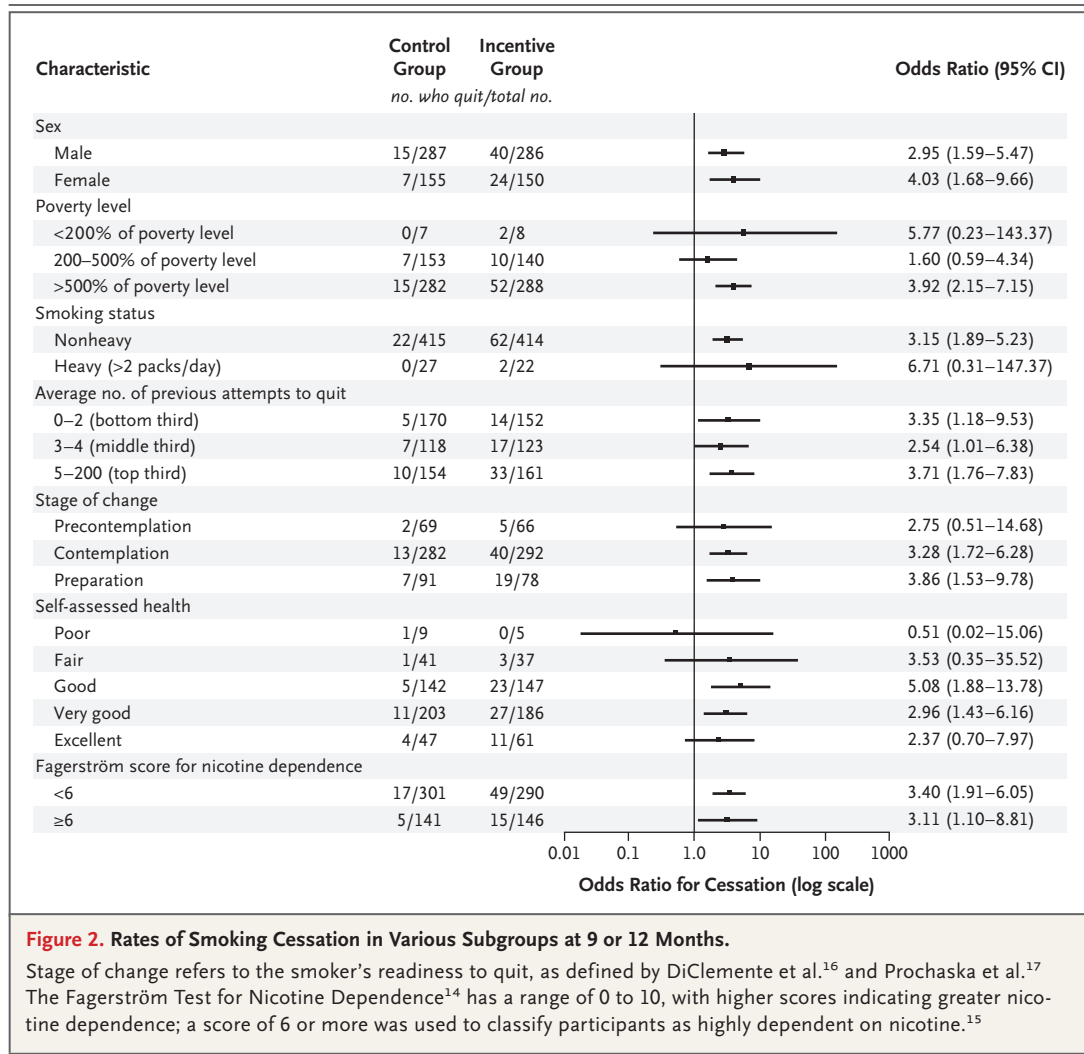 Characteristic Control Group Incentive Group Odds Ratio (95% CI)
no. who quit/total no.
Sex
Male 15/287 40/286 2.95 (1.59–5.47)
Female 7/155 24/150 4.03 (1.68–9.66)
Poverty level
<200% of poverty level 0/7 2/8 5.77 (0.23–143.37)
200–500% of poverty level 7/153 10/140 1.60 (0.59–4.34)
>500% of poverty level 15/282 52/288 3.92 (2.15–7.15)
Smoking status
Nonheavy 22/415 62/414 3.15 (1.89–5.23)
Heavy (>2 packs/day) 0/27 2/22 6.71 (0.31–147.37)
Average no. of previous attempts to quit
0–2 (bottom third) 5/170 14/152 3.35 (1.18–9.53)
3–4 (middle third) 7/118 17/123 2.54 (1.01–6.38)
5–200 (top third) 10/154 33/161 3.71 (1.76–7.83)
Stage of change
Precontemplation 2/69 5/66 2.75 (0.51–14.68)
Contemplation 13/282 40/292 3.28 (1.72–6.28)
Preparation 7/91 19/78 3.86 (1.53–9.78)
Self-assessed health
Poor 1/9 0/5 0.51 (0.02–15.06)
Fair 1/41 3/37 3.53 (0.35–35.52)
Good 5/142 23/147 5.08 (1.88–13.78)
Very good 11/203 27/186 2.96 (1.43–6.16)
Excellent 4/47 11/61 2.37 (0.70–7.97)
Fagerström score for nicotine dependence
<6 17/301 49/290 3.40 (1.91–6.05)
≥6 5/141 15/146 3.11 (1.10–8.81)
0.01 0.1 1.0 10 100 1000
Odds Ratio for Cessation (log scale)
Figure 2. Rates of Smoking Cessation in Various Subgroups at 9 or 12 Months.
Stage of change refers to the smoker’s readiness to quit, as defined by DiClemente et al.¹⁶ and Prochaska et al.¹⁷
The Fagerström Test for Nicotine Dependence¹⁴ has a range of 0 to 10, with higher scores indicating greater nico-
tine dependence; a score of 6 or more was used to classify participants as highly dependent on nicotine.¹⁵